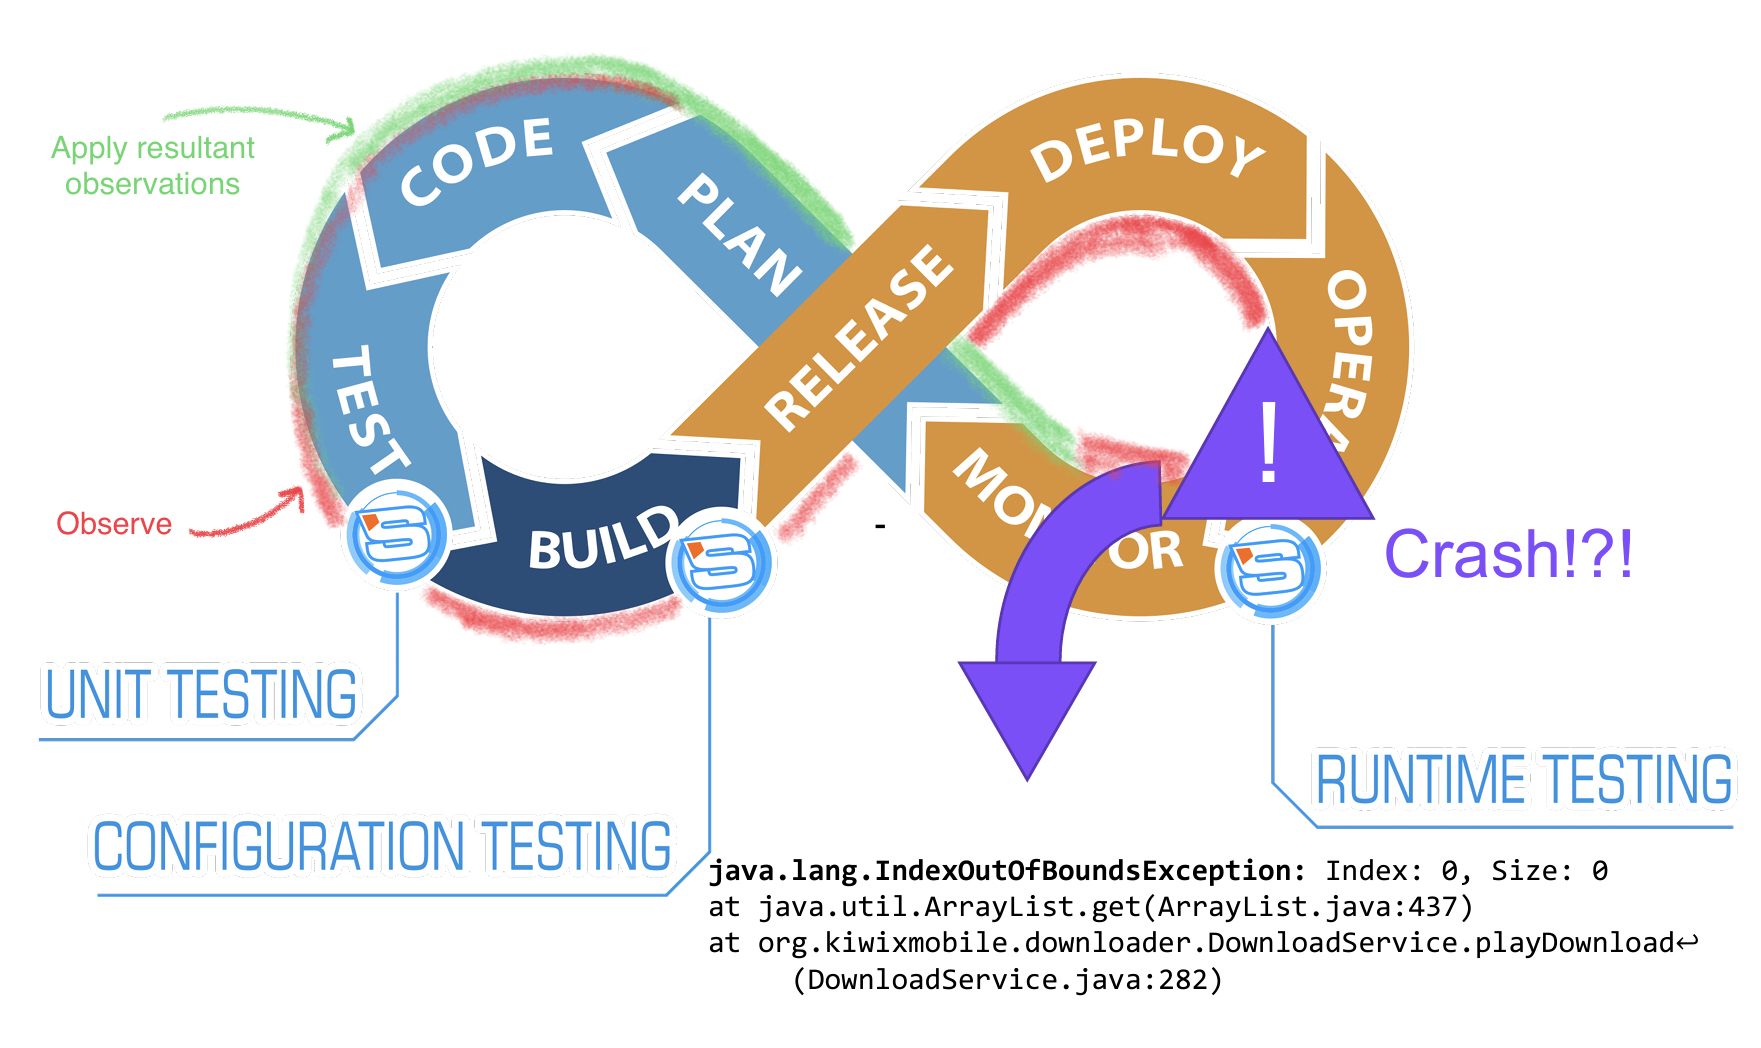 CODE
PLAN
DEPLOY
Apply resultant
observations
RELEASE
OPERA
TEST
!
Observe
BUILD
MON OR
-
S
S
S
Crash!?!
UNIT TESTING
CONFIGURATION TESTING
RUNTIME TESTING
java.lang.IndexOutOfBoundsException: Index: 0, Size: 0
at java.util.ArrayList.get(ArrayList.java:437)
at org.kiwixmobile.downloader.DownloadService.playDownload↩
(DownloadService.java:282)